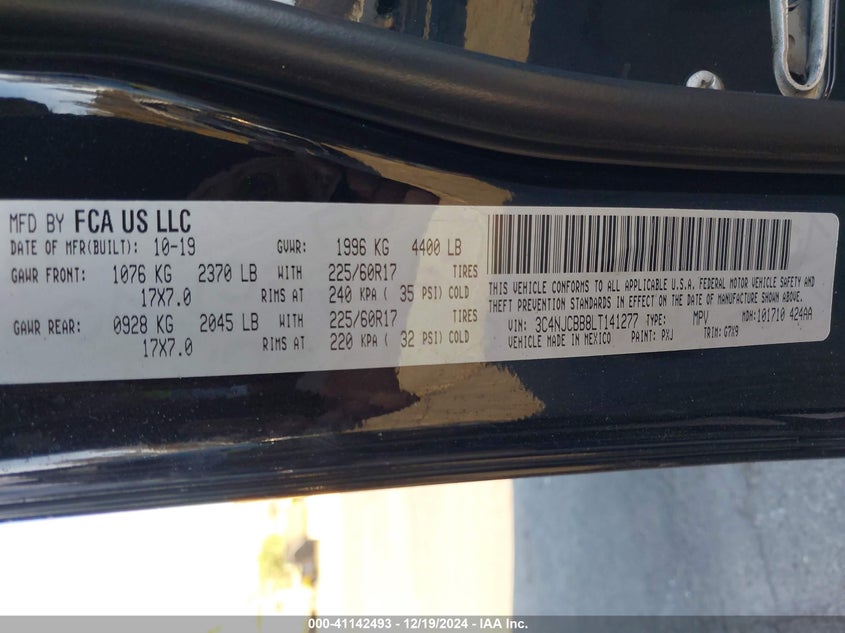 MFD BY FCA US LLC
DATE OF MFR(BUILT): 10-19 GVWR: 1996 KG 4400 LB
GAWR FRONT: 1076 KG 2370 LB WITH 225/60R17 TIRES
17X7.0 RIMS AT 240 KPA ( 35 PSI) COLD
GAWR REAR: 0928 KG 2045 LB WITH 225/60R17 TIRES
17X7.0 RIMS AT 220 KPA ( 32 PSI) COLD
THIS VEHICLE CONFORMS TO ALL APPLICABLE U.S.A. FEDERAL MOTOR VEHICLE SAFETY AND
THEFT PREVENTION STANDARDS IN EFFECT ON THE DATE OF MANUFACTURE SHOWN ABOVE.
VIN: 3C4NJCBB8LT141277 TYPE: MPV MDH: 101710 424AA
VEHICLE MADE IN MEXICO PAINT: PXJ TRIM: G7X9
000-41142493 - 12/19/2024 - IAA Inc.